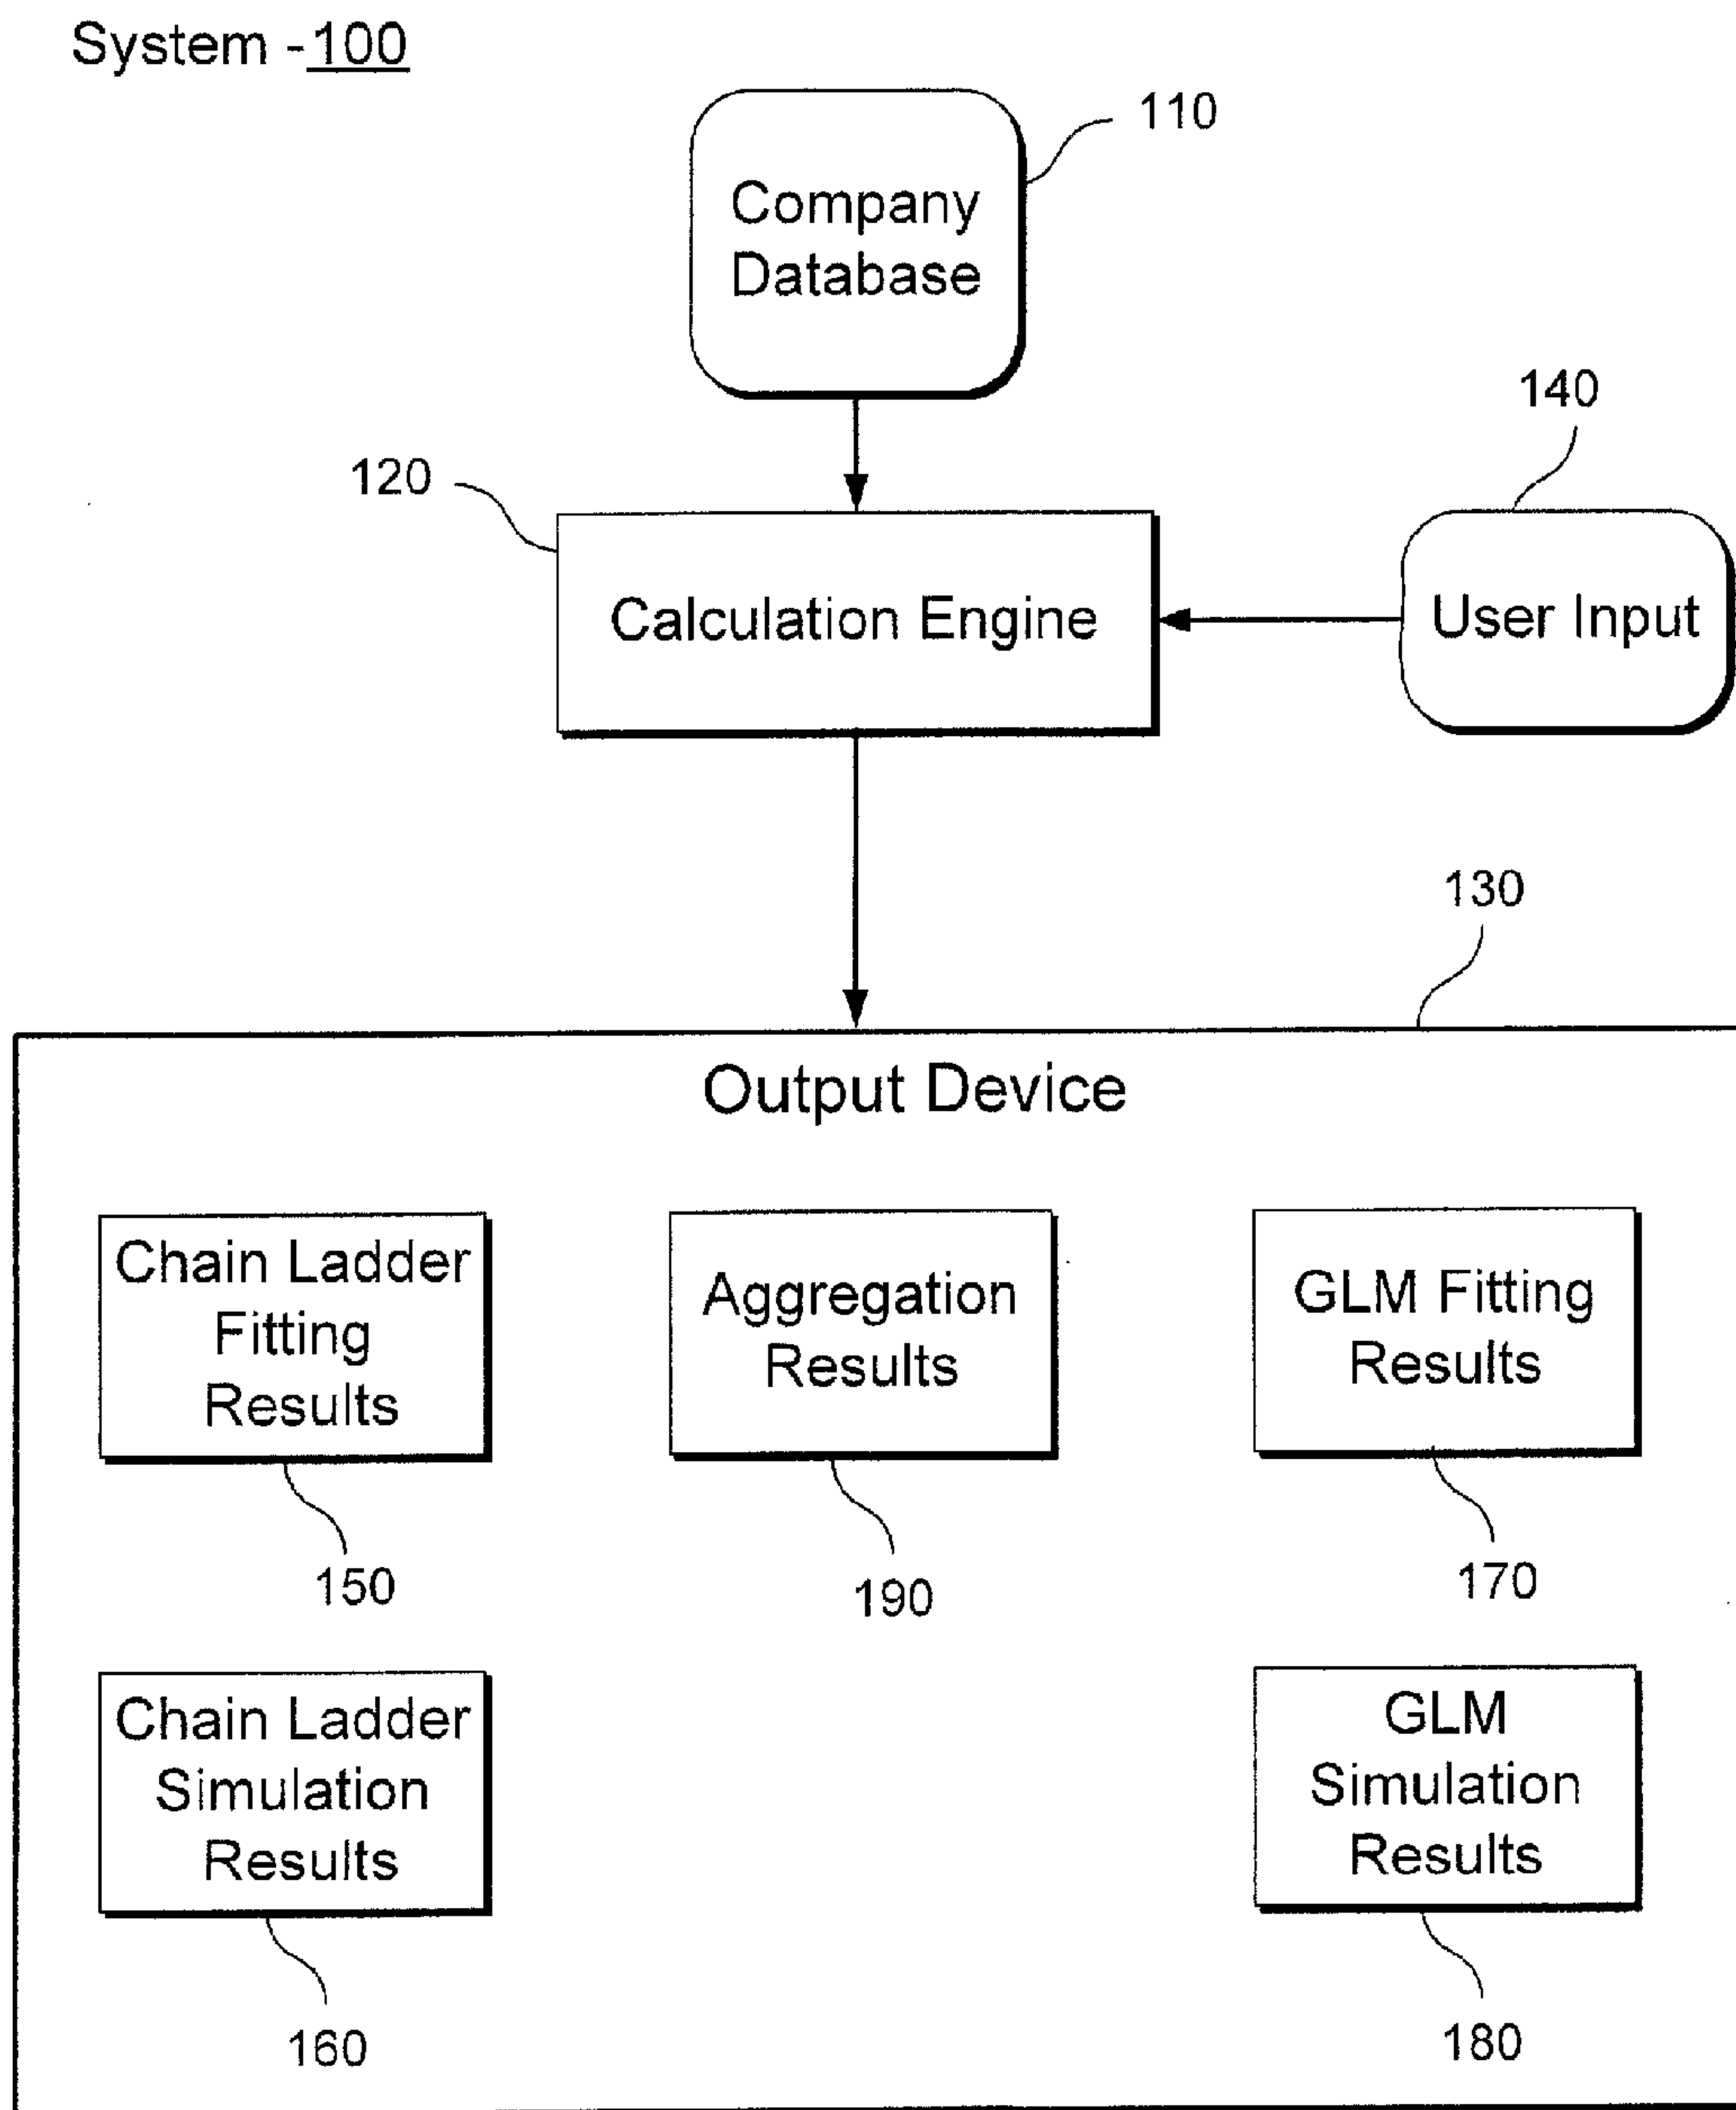 System - 100
110
Company
Database
140
120
Calculation Engine
User Input
130
Output Device
Chain Ladder
Fitting
Results
Aggregation
Results
GLM Fitting
Results
150
190
170
Chain Ladder
Simulation
Results
GLM
Simulation
Results
160
180